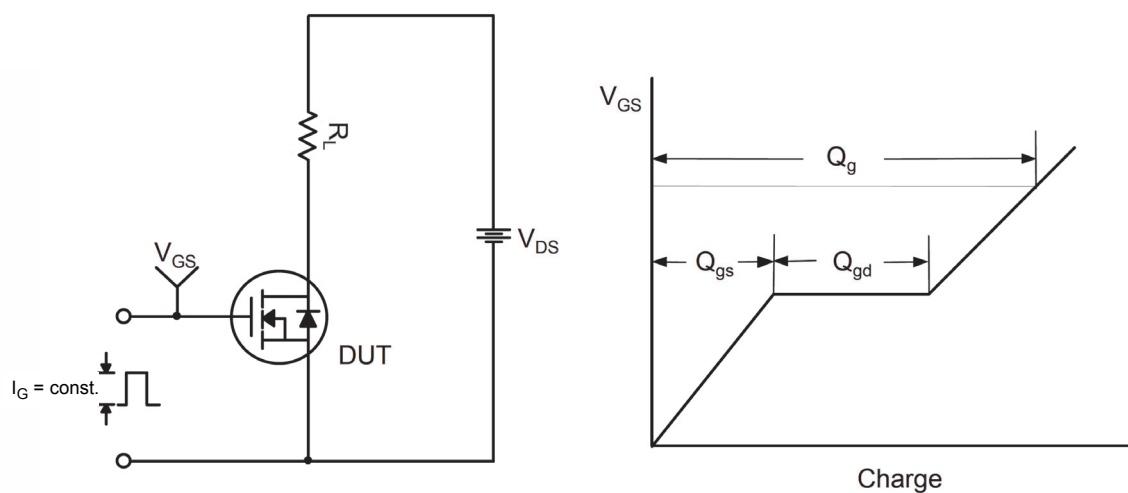 R_L
V_DS
V_GS
DUT
I_G = const.
V_GS
Q_g
Q_gs
Q_gd
Charge